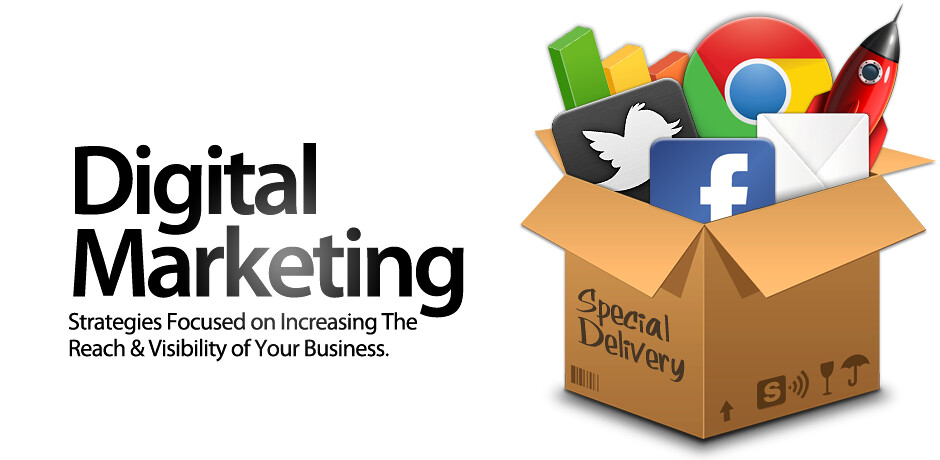 Digital
Marketing
Strategies Focused on Increasing The
Reach & Visibility of Your Business.
f
Special
Delivery
S